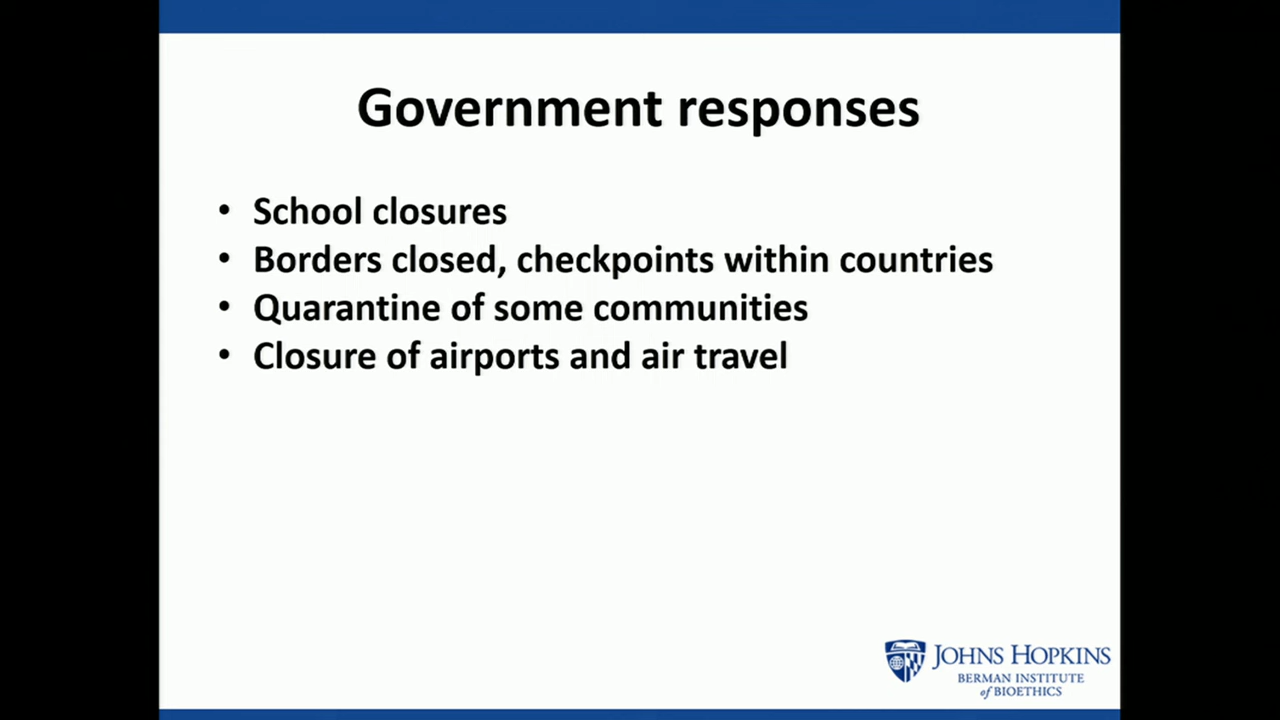 Government responses
• School closures
• Borders closed, checkpoints within countries
• Quarantine of some communities
• Closure of airports and air travel
JOHNS HOPKINS
BERMAN INSTITUTE
of BIOETHICS